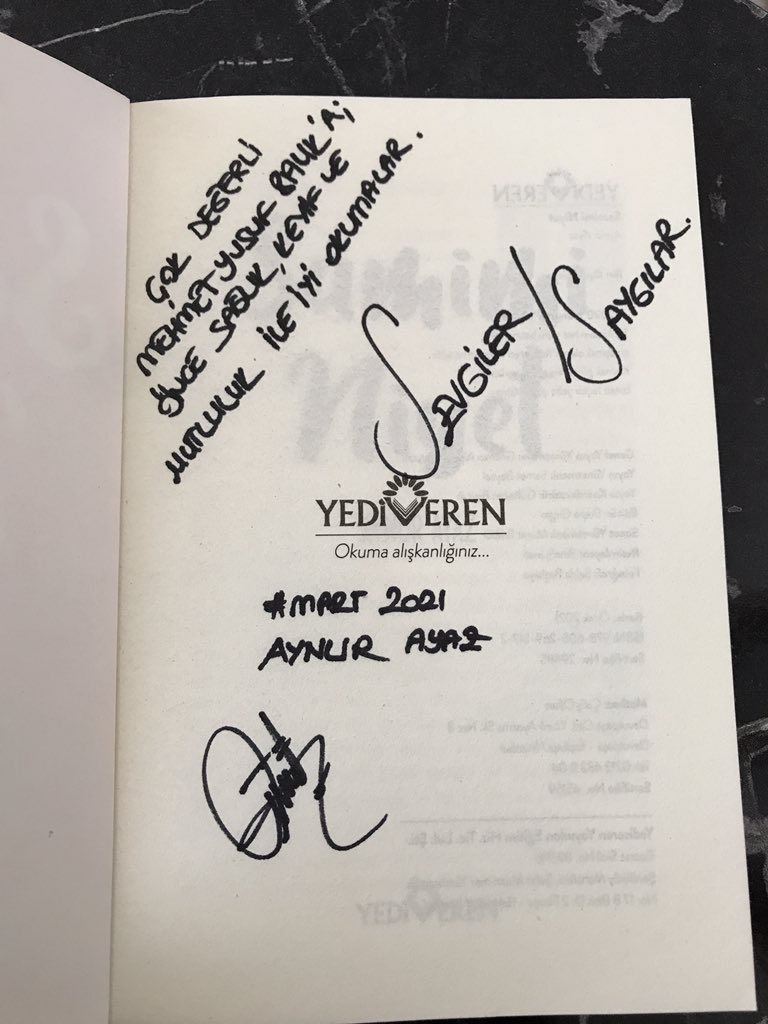 ÇOK DEĞERLİ
MEHMET YUSUF BALIK'A;
ÖNCE SAĞLIK, KEYİF VE
MUTLULUK İLE İYİ OKUMALAR.
SEVGİLER/SAYGILAR.
YEDİVEREN
Okuma alışkanlığınız...
#MART 2021
AYNUR AYAZ